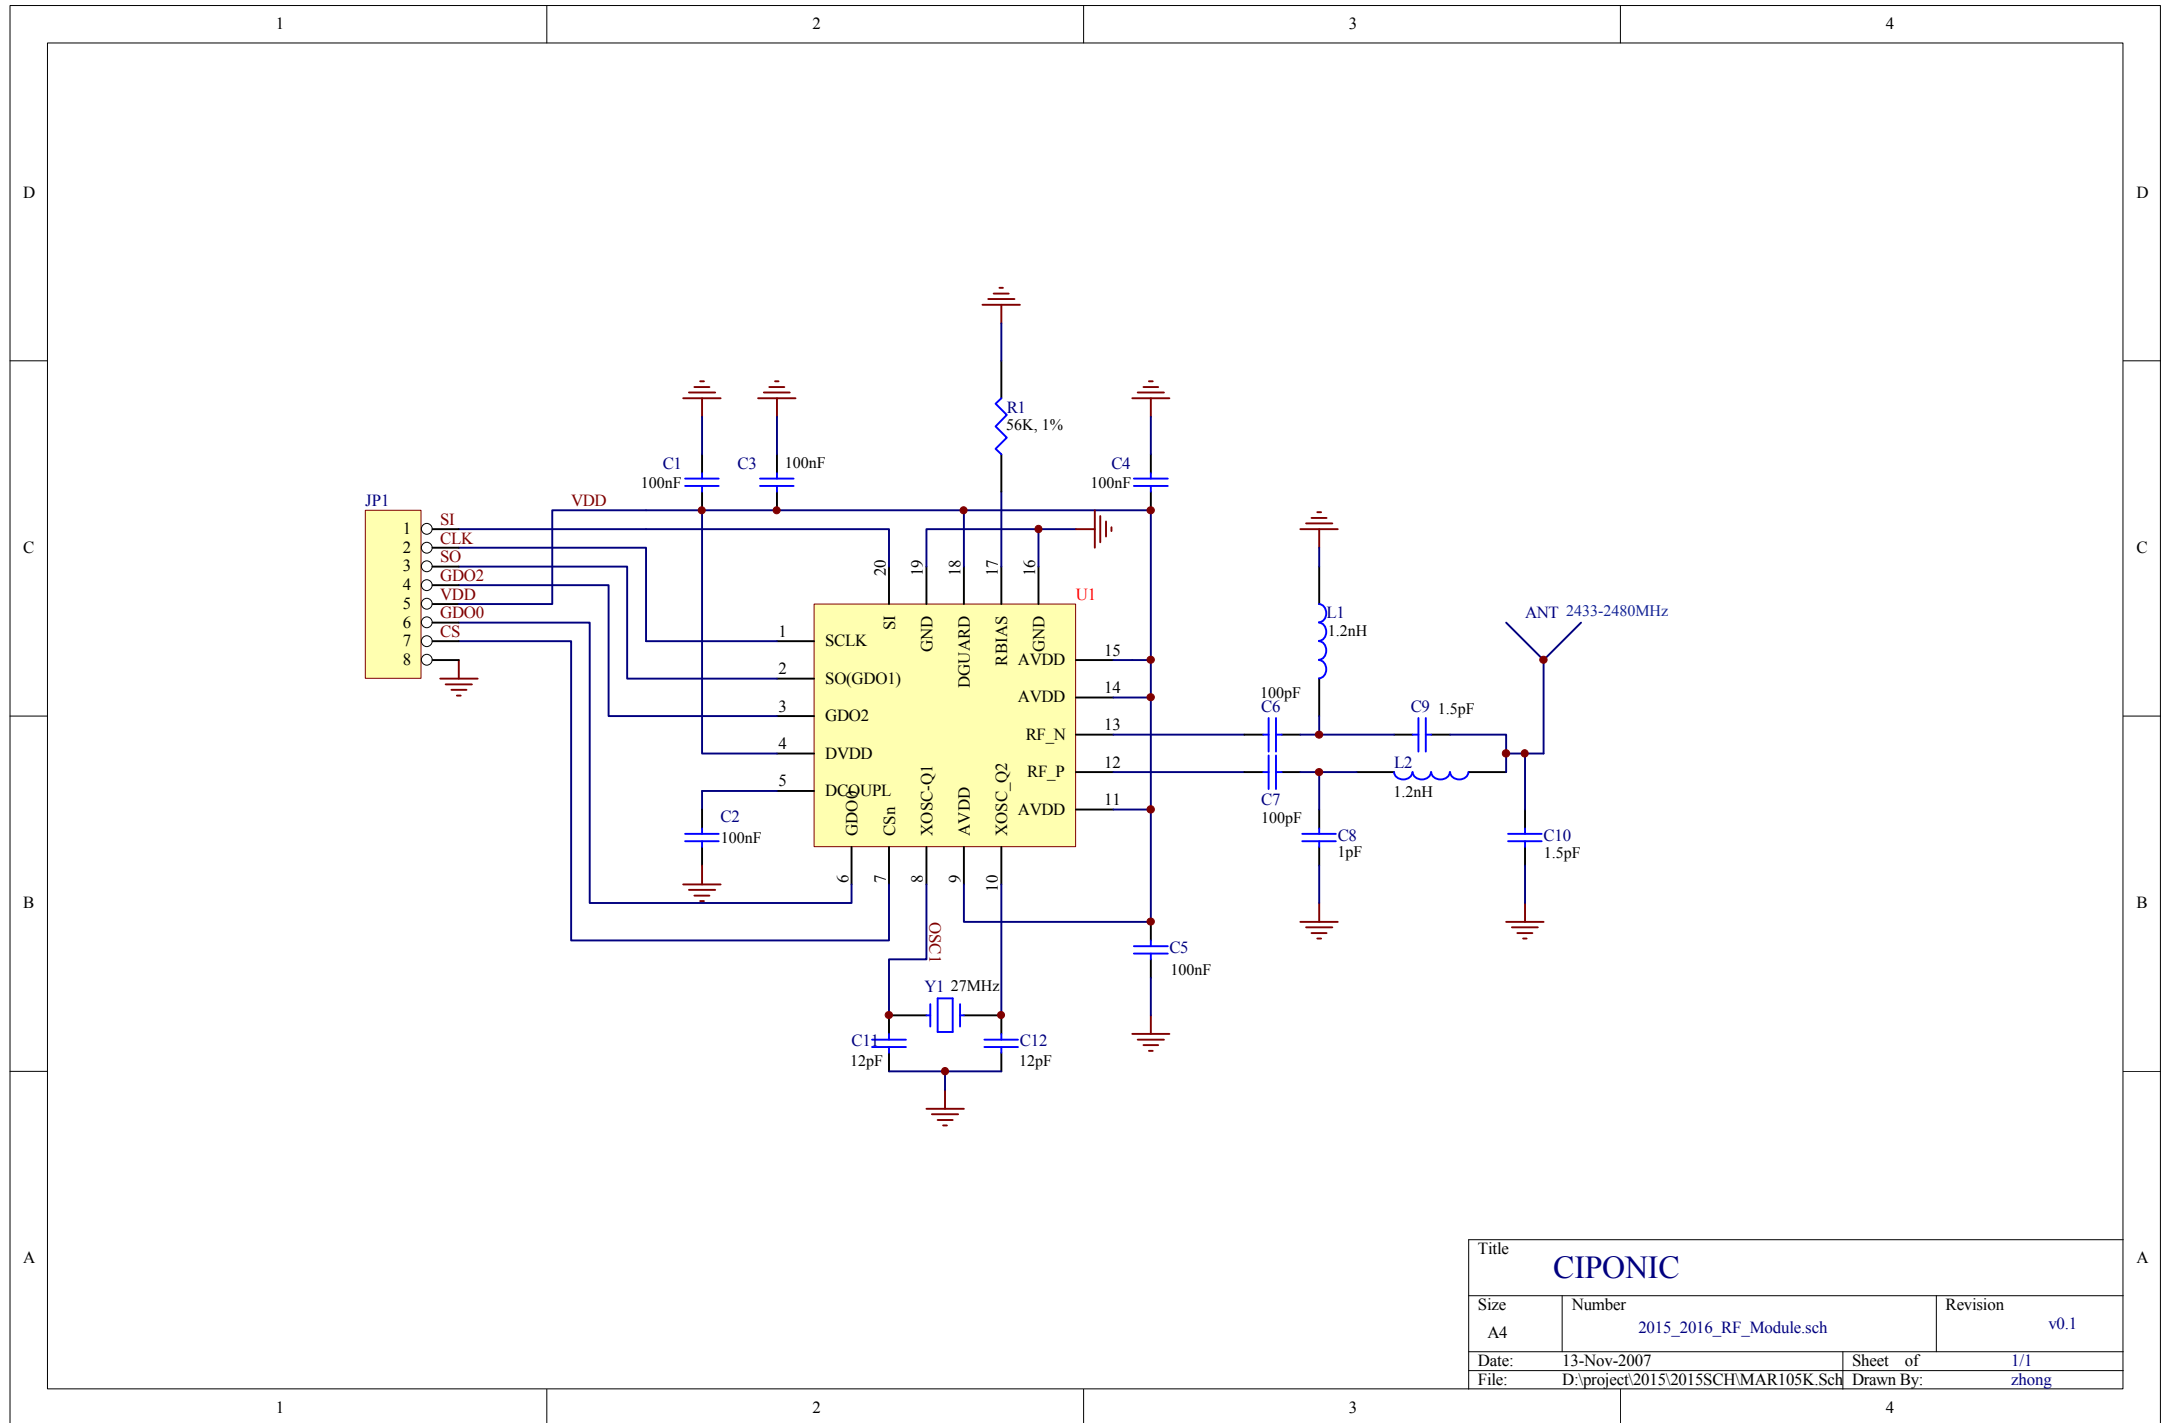 1 2 3 4
D D
R1
56K, 1%
C1 C3 100nF C4
100nF 100nF
JP1 VDD
1 SI
2 CLK
3 SO
4 GDO2
5 VDD
6 GDO0
7 CS
8
C C
20 19 18 17 16
U1
SI GND DGUARD RBIAS GND
1 SCLK
2 SO(GDO1)
3 GDO2
4 DVDD
5 DCOUPL
AVDD 15
AVDD 14
RF_N 13
RF_P 12
AVDD 11
GDO0 CSn XOSC-Q1 AVDD XOSC_Q2
6 7 8 9 10
L1
1.2nH
ANT 2433-2480MHz
100pF
C6
C9 1.5pF
L2
1.2nH
C7
100pF
C2
100nF
C8
1pF
C10
1.5pF
B B
OSC1
C5
100nF
Y1 27MHz
C11 C12
12pF 12pF
A A
Title
CIPONIC
Size Number Revision
A4 2015_2016_RF_Module.sch v0.1
Date: 13-Nov-2007 Sheet of 1/1
File: D:\project\2015\2015SCH\MAR105K.Sch Drawn By: zhong
1 2 3 4